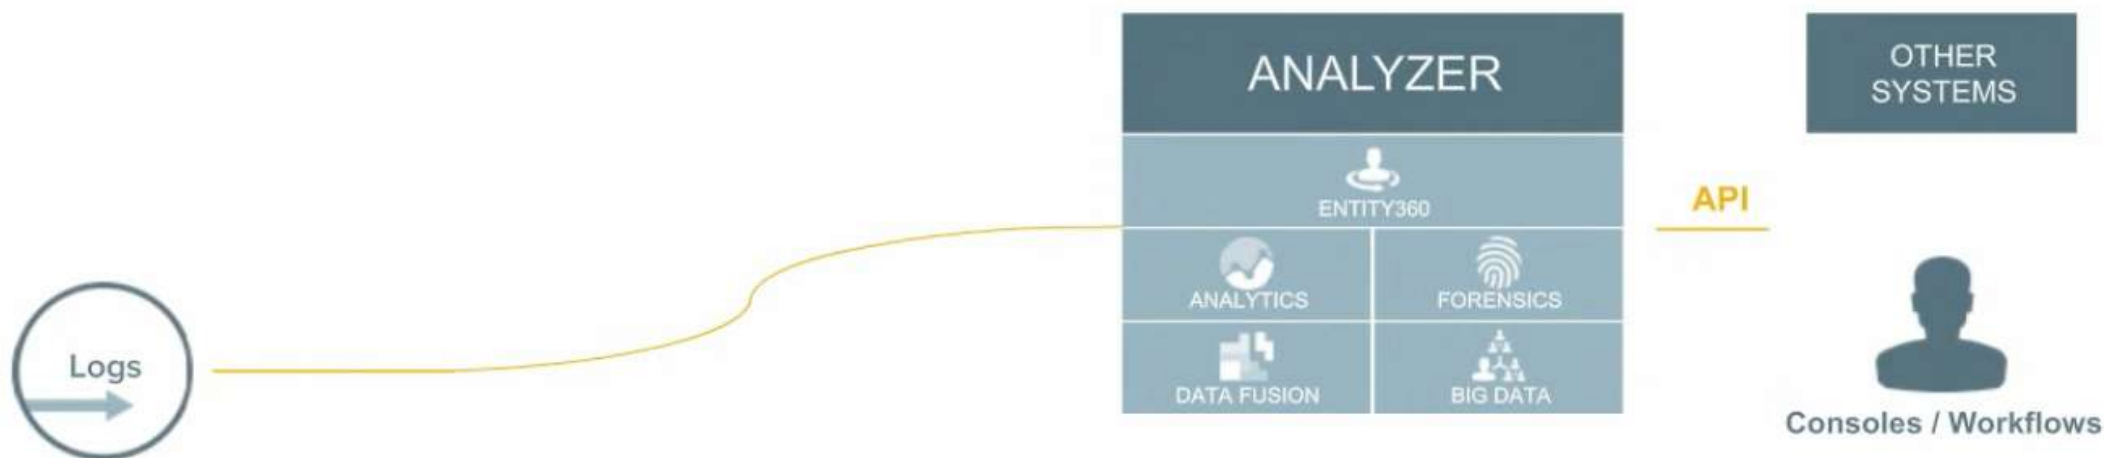 Logs
ANALYZER
ENTITY360
ANALYTICS
FORENSICS
DATA FUSION
BIG DATA
API
OTHER
SYSTEMS
Consoles / Workflows